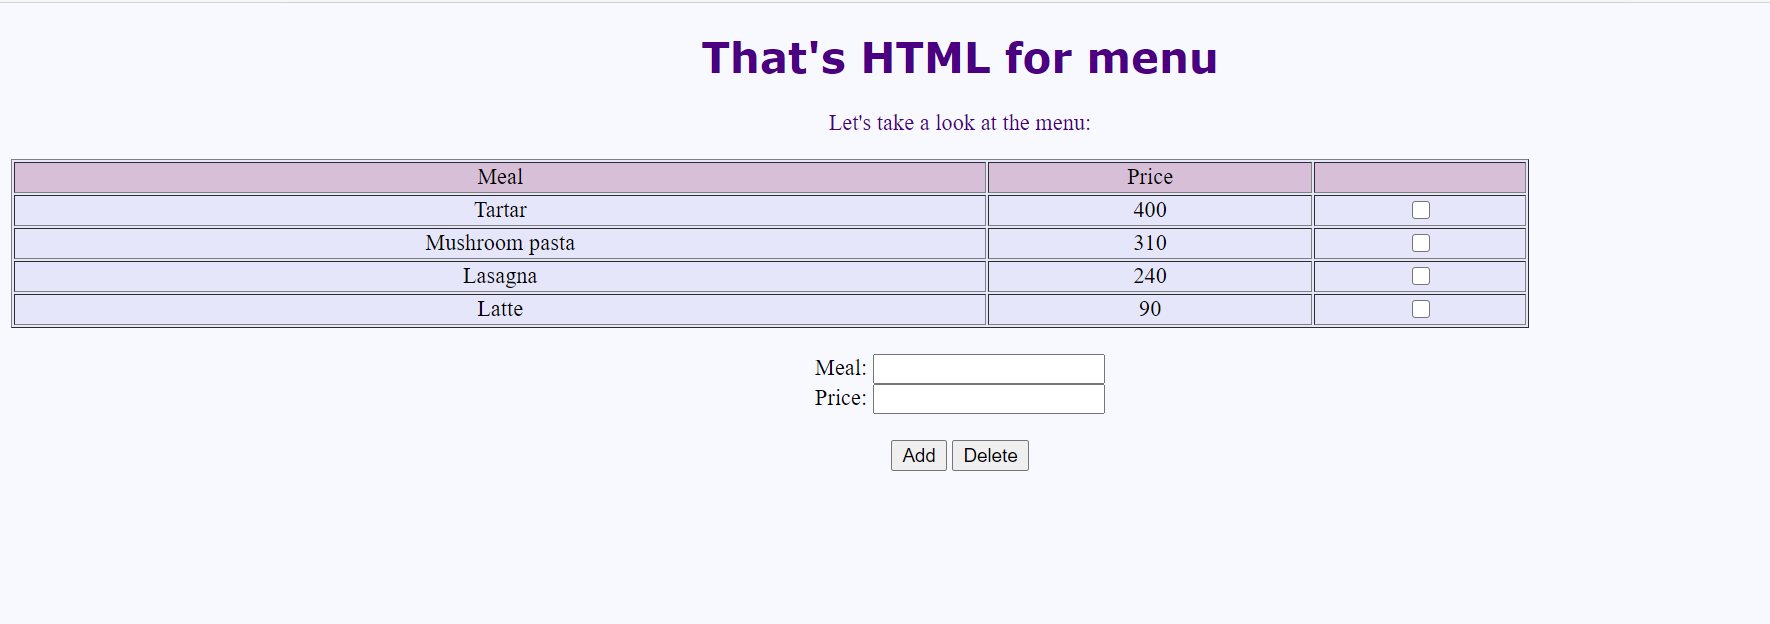 That's HTML for menu
Let's take a look at the menu:
Meal Price
Tartar 400
Mushroom pasta 310
Lasagna 240
Latte 90
Meal:
Price:
Add Delete